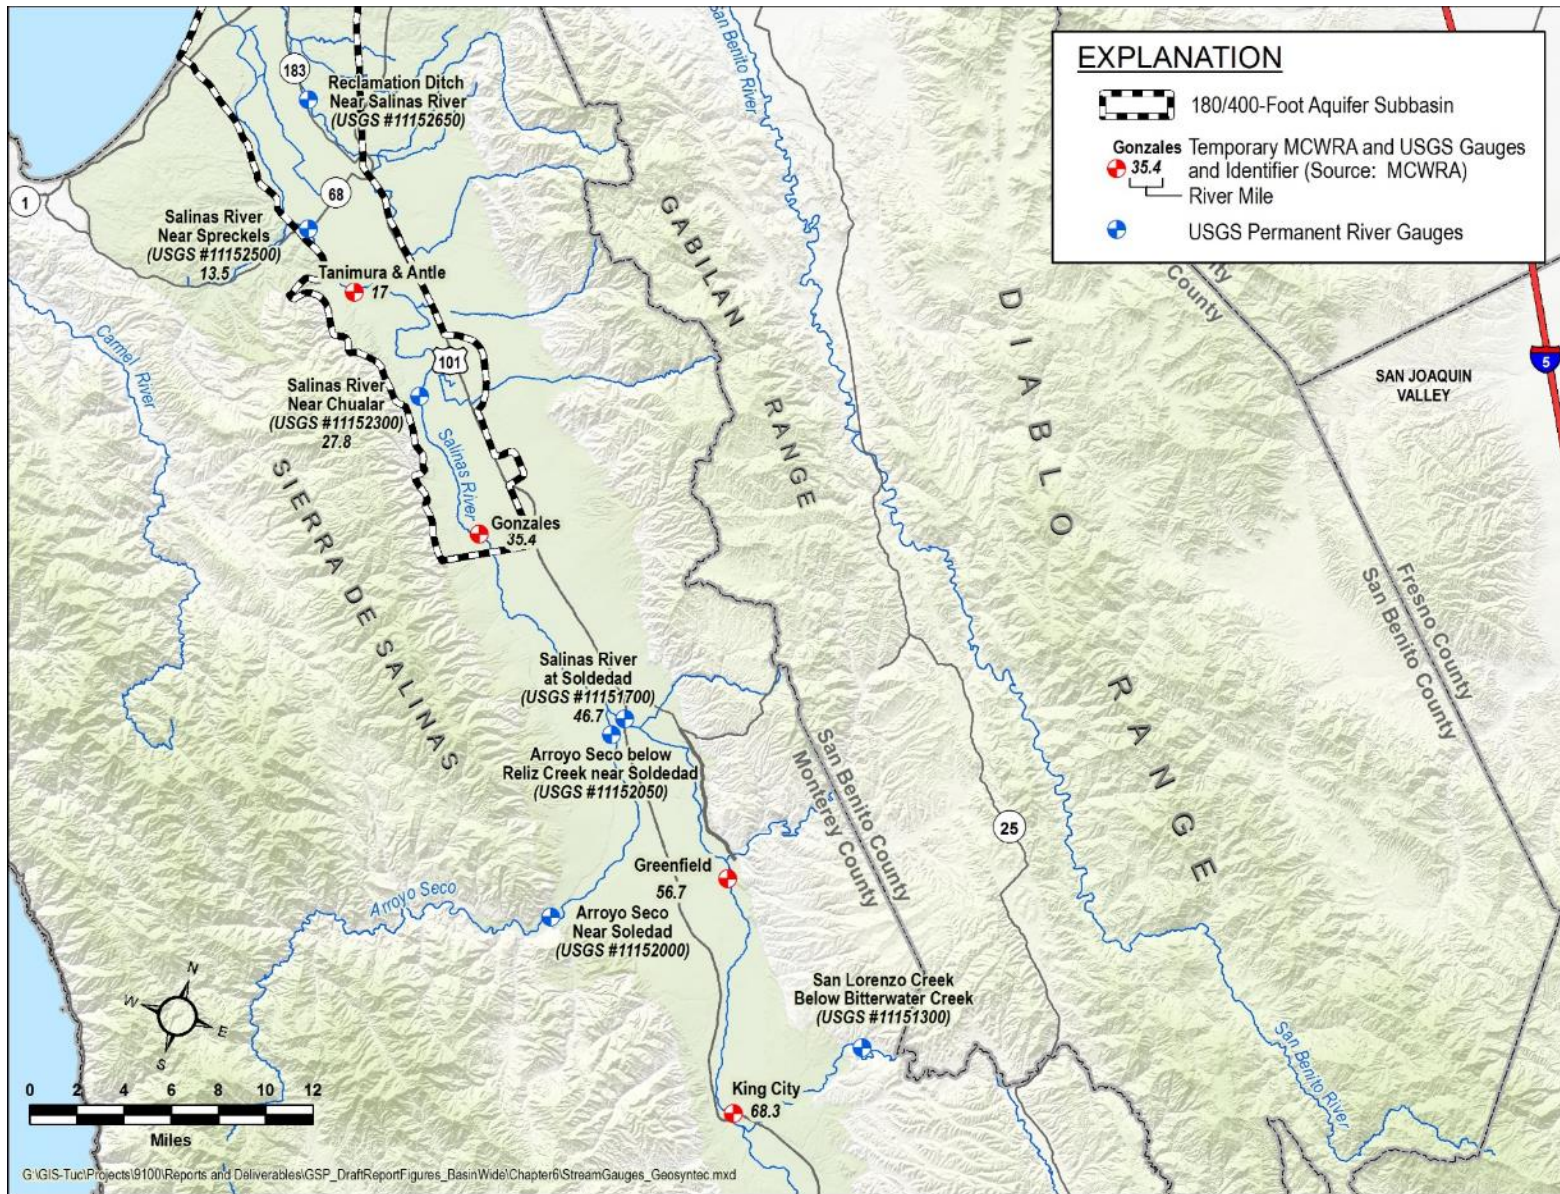 EXPLANATION
180/400-Foot Aquifer Subbasin
Gonzales
35.4
Temporary MCWRA and USGS Gauges
and Identifier (Source: MCWRA)
River Mile
USGS Permanent River Gauges
183
Reclamation Ditch
Near Salinas River
(USGS #11152650)
San Benito River
68
1
Salinas River
Near Spreckels
(USGS #11152500)
13.5
Tanimura & Antle
17
GABILAN
RANGE
DIABLO
RANGE
County
5
SAN JOAQUIN
VALLEY
Carmel River
101
Salinas River
Near Chualar
(USGS #11152300)
27.8
Salinas River
SIERRA DE SALINAS
Gonzales
35.4
Fresno County
San Benito County
Salinas River
at Soldedad
(USGS #11151700)
46.7
Arroyo Seco below
Reliz Creek near Soldedad
(USGS #11152050)
San Benito County
Monterey County
25
Greenfield
56.7
Arroyo Seco
Arroyo Seco
Near Soledad
(USGS #11152000)
San Lorenzo Creek
Below Bitterwater Creek
(USGS #11151300)
San Benito River
King City
68.3
N
W
E
S
0 2 4 6 8 10 12
Miles
G:\GIS-Tuc\Projects\9100\Reports and Deliverables\GSP_DraftReportFigures_BasinWide\Chapter6\StreamGauges_Geosyntec.mxd